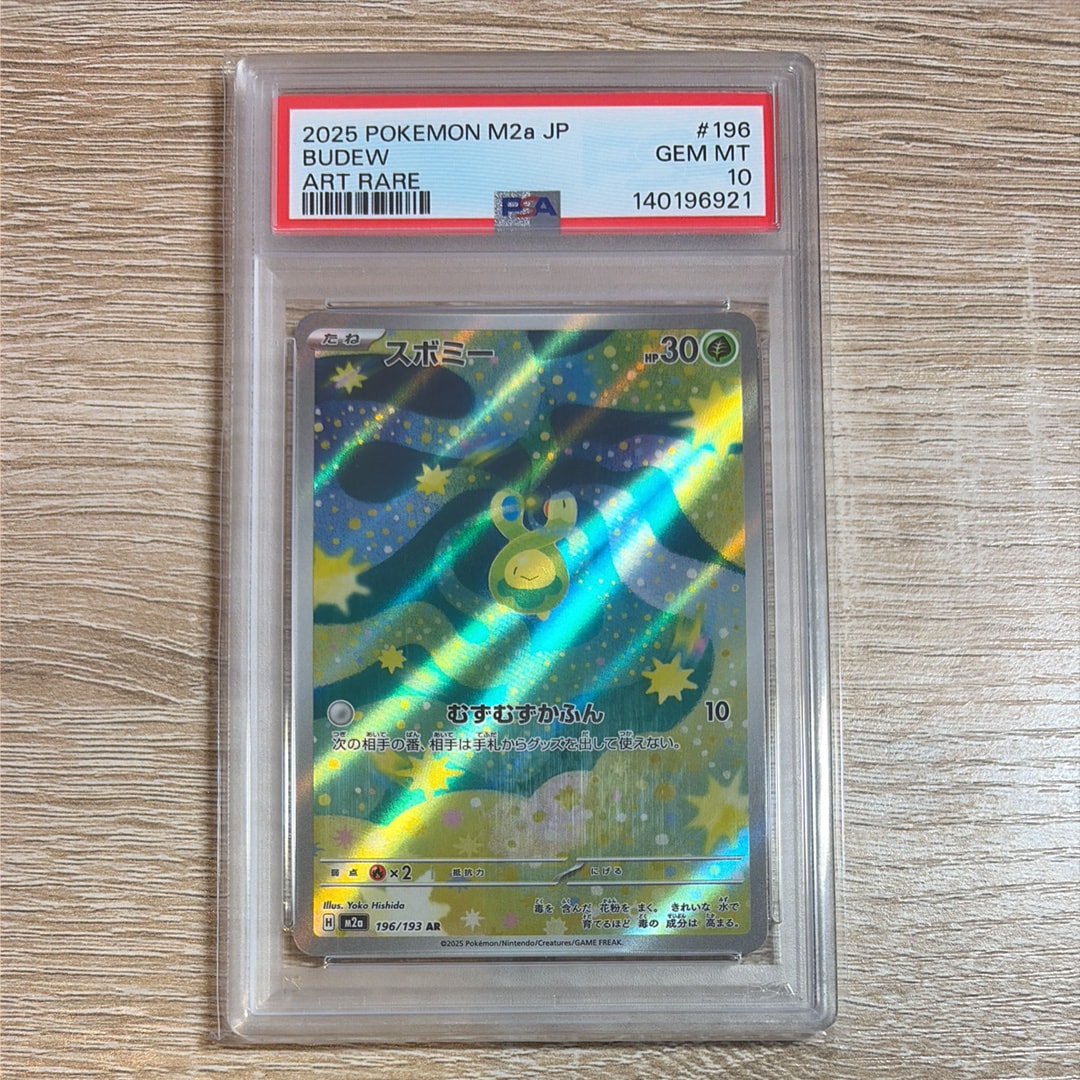 2025 POKEMON M2a JP #196
BUDEW GEM MT
ART RARE 10
140196921
PSA
たね スボミー HP30
むずむずかふん 10
次の相手の番、相手は手札からグッズを出して使えない。
弱点 ×2 抵抗力 にげる
Illus. Yoko Hishida
毒を含んだ花粉をまく。きれいな水で
育てるほど毒の成分は高まる。
H M2a 196/193 AR
©2025 Pokémon/Nintendo/Creatures/GAME FREAK.